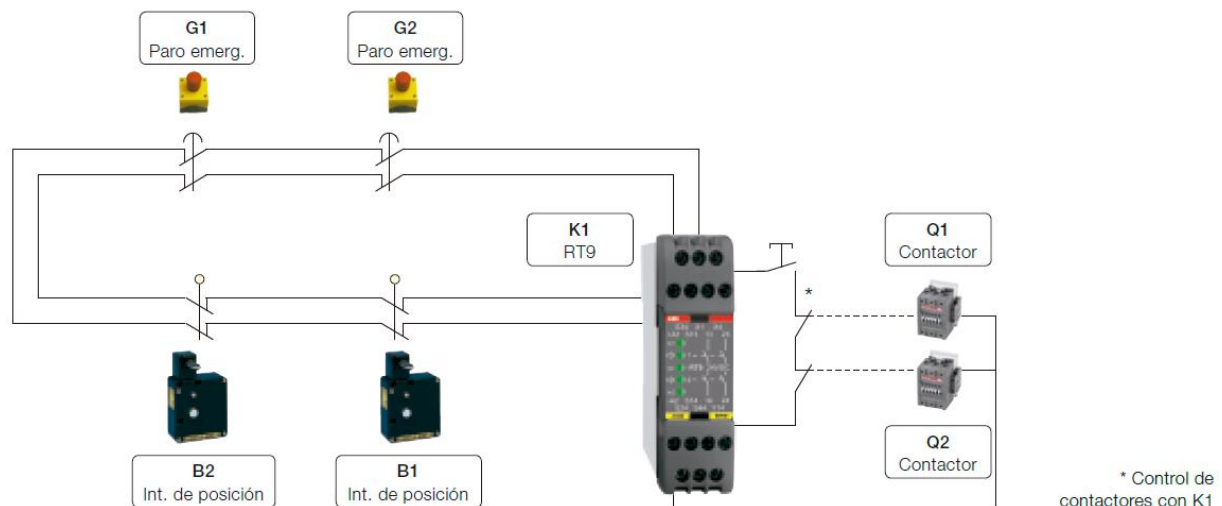 G1
Paro emerg.
G2
Paro emerg.
K1
RT9
Q1
Contactor
*
ABB
B2
Int. de posición
B1
Int. de posición
Q2
Contactor
* Control de
contactores con K1